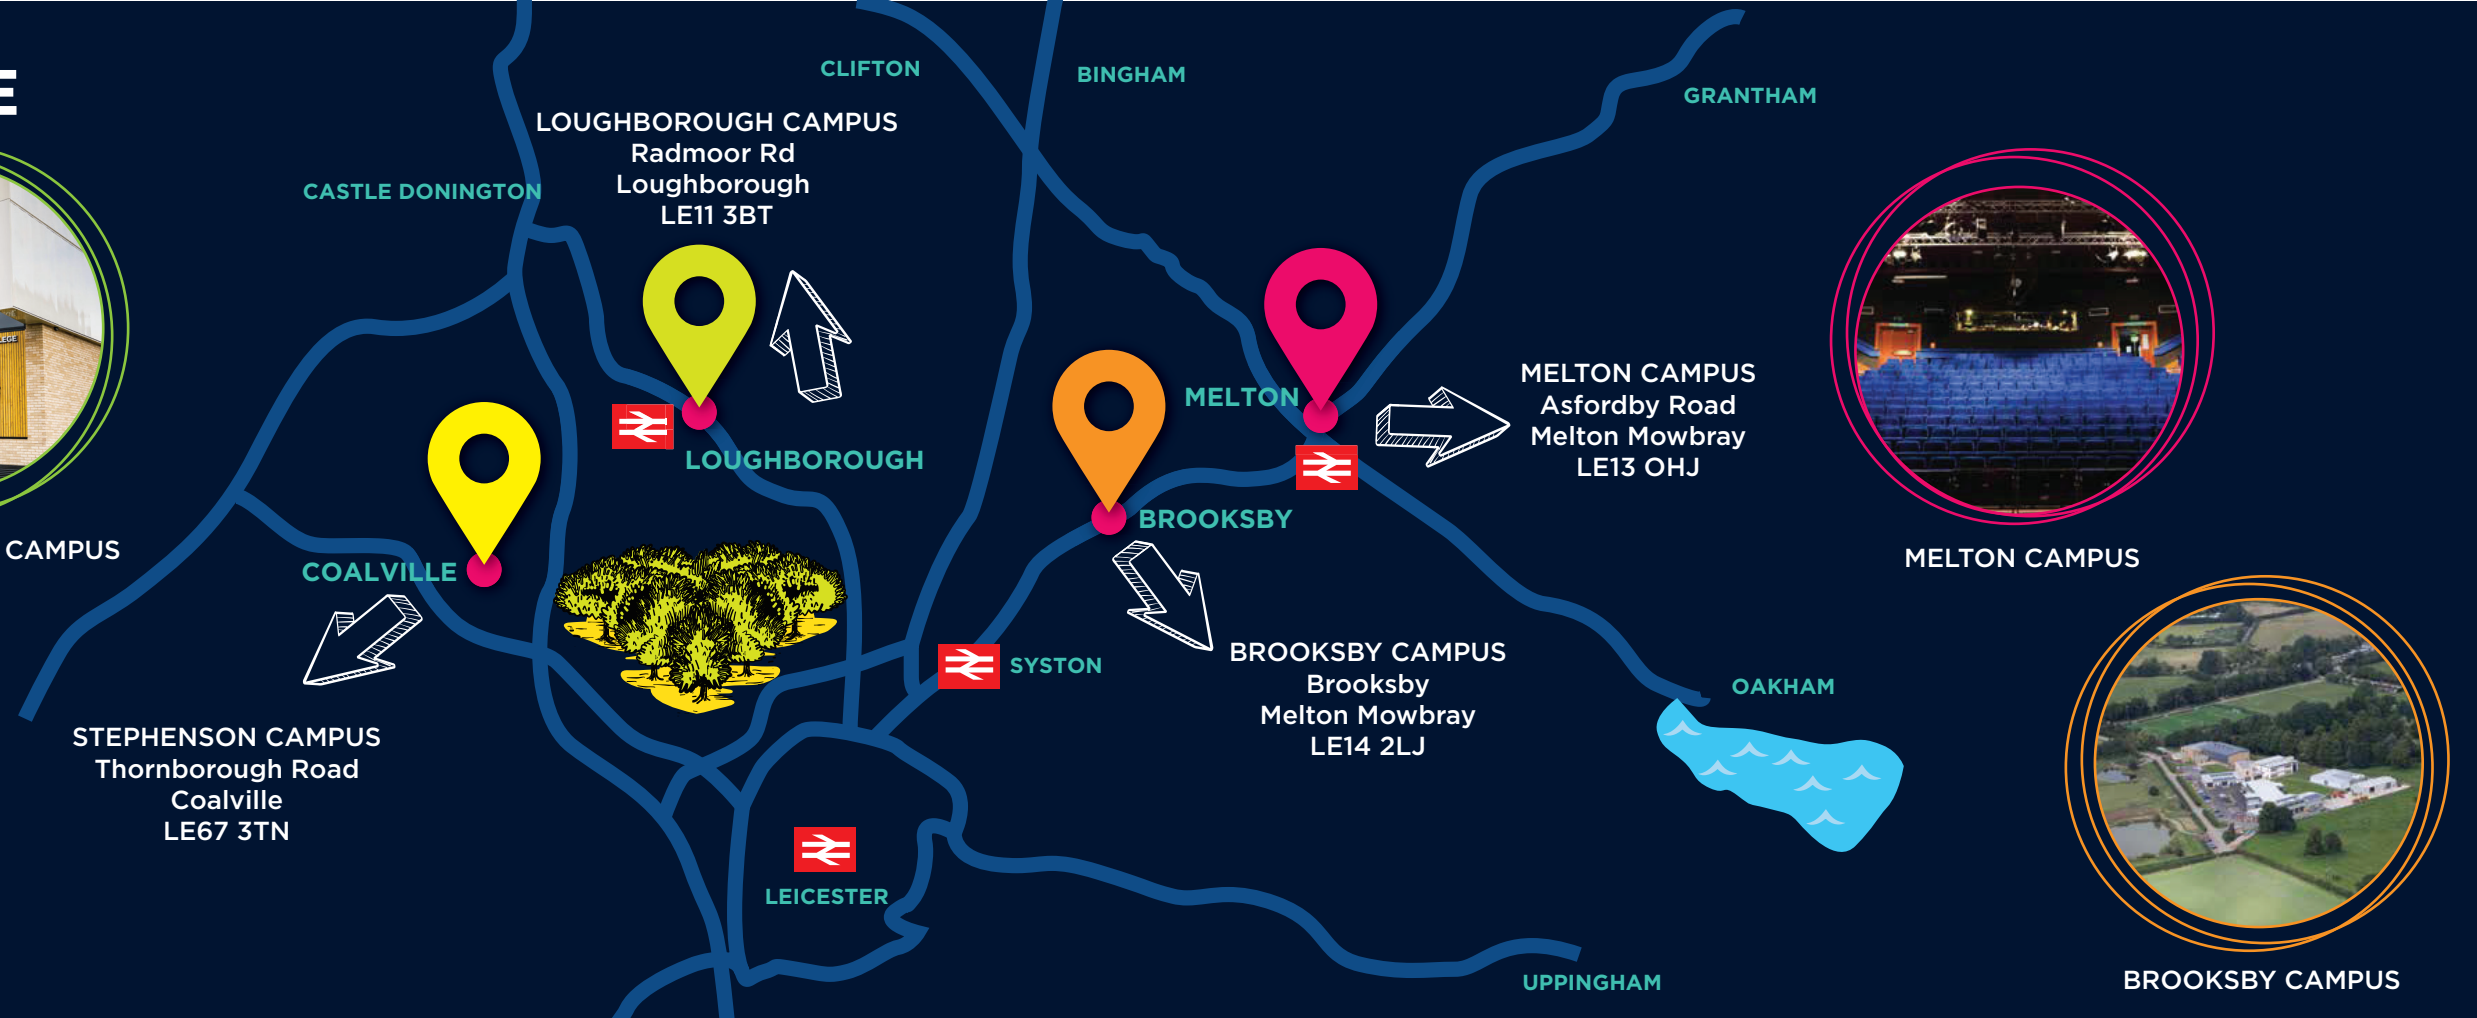 E
CLIFTON
BINGHAM
GRANTHAM
LOUGHBOROUGH CAMPUS
Radmoor Rd
Loughborough
LE11 3BT
CASTLE DONINGTON
LEGE
MELTON
MELTON CAMPUS
Asfordby Road
Melton Mowbray
LE13 OHJ
LOUGHBOROUGH
BROOKSBY
CAMPUS
MELTON CAMPUS
COALVILLE
SYSTON
BROOKSBY CAMPUS
Brooksby
Melton Mowbray
LE14 2LJ
OAKHAM
STEPHENSON CAMPUS
Thornborough Road
Coalville
LE67 3TN
LEICESTER
UPPINGHAM
BROOKSBY CAMPUS